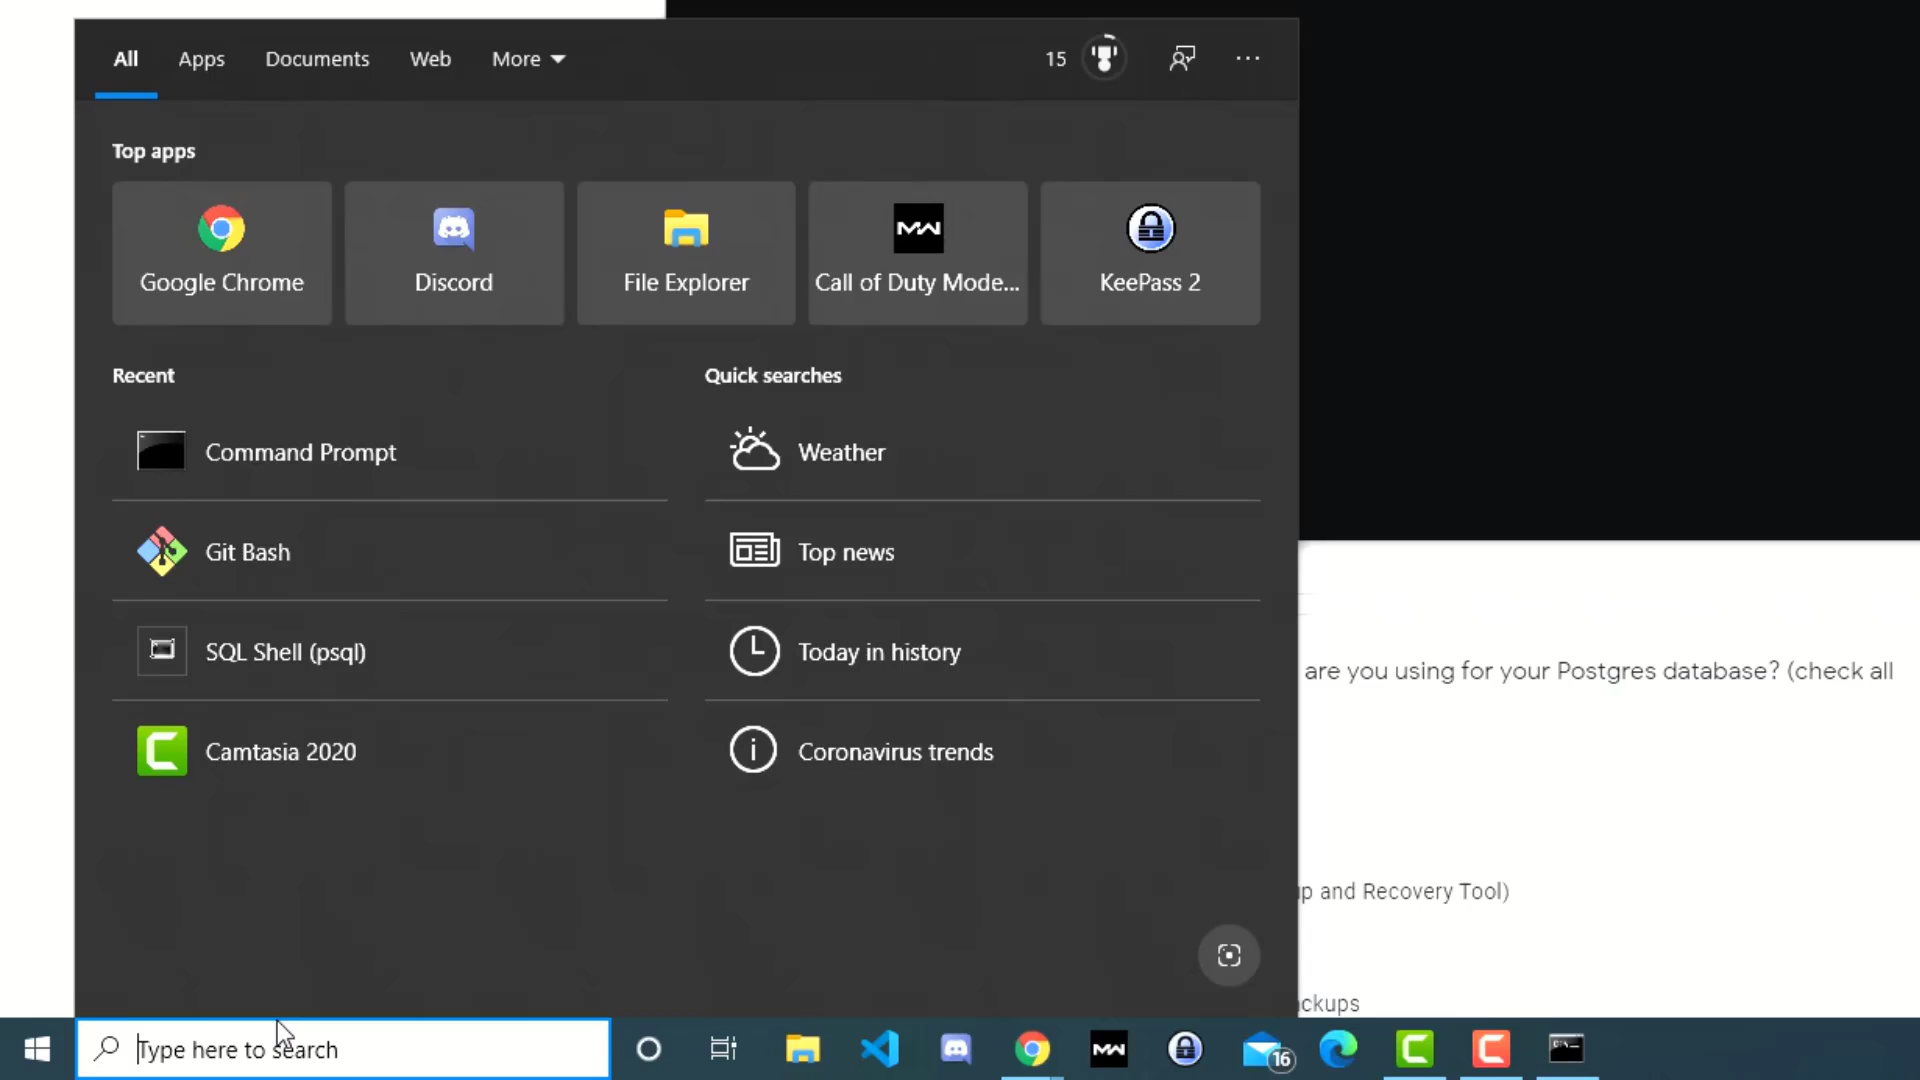 All Apps Documents Web More 15
Top apps
Google Chrome Discord File Explorer Call of Duty Mode... KeePass 2
Recent Quick searches
Command Prompt Weather
Git Bash Top news
SQL Shell (psql) Today in history
are you using for your Postgres database? (check all
Camtasia 2020 Coronavirus trends
p and Recovery Tool)
ckups
Type here to search 16